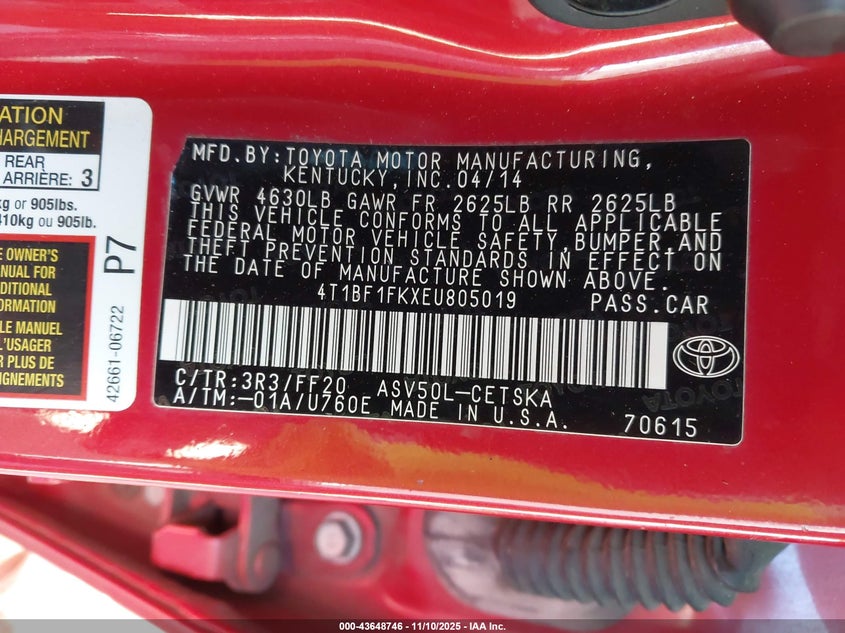 ATION
HARGEMENT
REAR
ARRIÈRE: 3
kg or 905lbs.
410kg ou 905lb.
E OWNER'S
MANUAL FOR
DITIONAL
ORMATION
LE MANUEL
L'USAGER
R PLUS DE
IGNEMENTS
P7
42661-06722
MFD.BY:TOYOTA MOTOR MANUFACTURING,
KENTUCKY, INC.04/14
GVWR 4630LB GAWR FR 2625LB RR 2625LB
THIS VEHICLE CONFORMS TO ALL APPLICABLE
FEDERAL MOTOR VEHICLE SAFETY,BUMPER,AND
THEFT PREVENTION STANDARDS IN EFFECT ON
THE DATE OF MANUFACTURE SHOWN ABOVE.
4T1BF1FKXEU805019 PASS.CAR
C/TR:3R3/FF20 ASV50L-CETSKA
A/TM:-01A/U760E MADE IN U.S.A.
70615
000-43648746 - 11/10/2025 - IAA Inc.